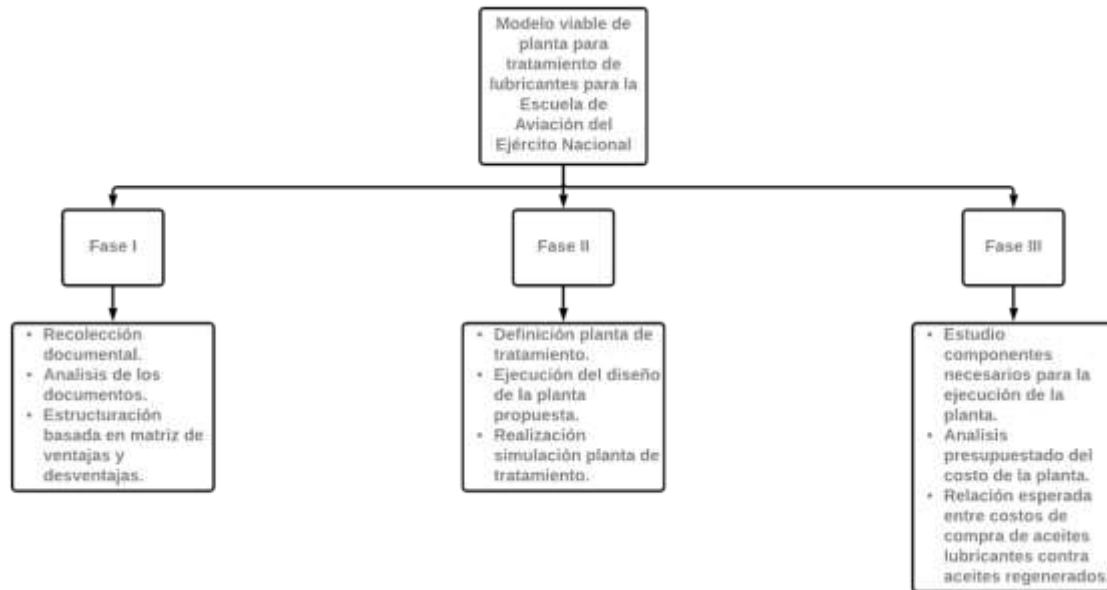 Modelo viable de
planta para
tratamiento de
lubricantes para la
Escuela de
Aviación del
Ejército Nacional
Fase I
Fase II
Fase III
• Recolección
documental.
• Analisis de los
documentos.
• Estructuración
basada en matriz de
ventajas y
desventajas.
• Definición planta de
tratamiento.
• Ejecución del diseño
de la planta
propuesta.
• Realización
simulación planta de
tratamiento.
• Estudio
componentes
necesarios para la
ejecución de la
planta.
• Analisis
presupuestado del
costo de la planta.
• Relación esperada
entre costos de
compra de aceites
lubricantes contra
aceites regenerados